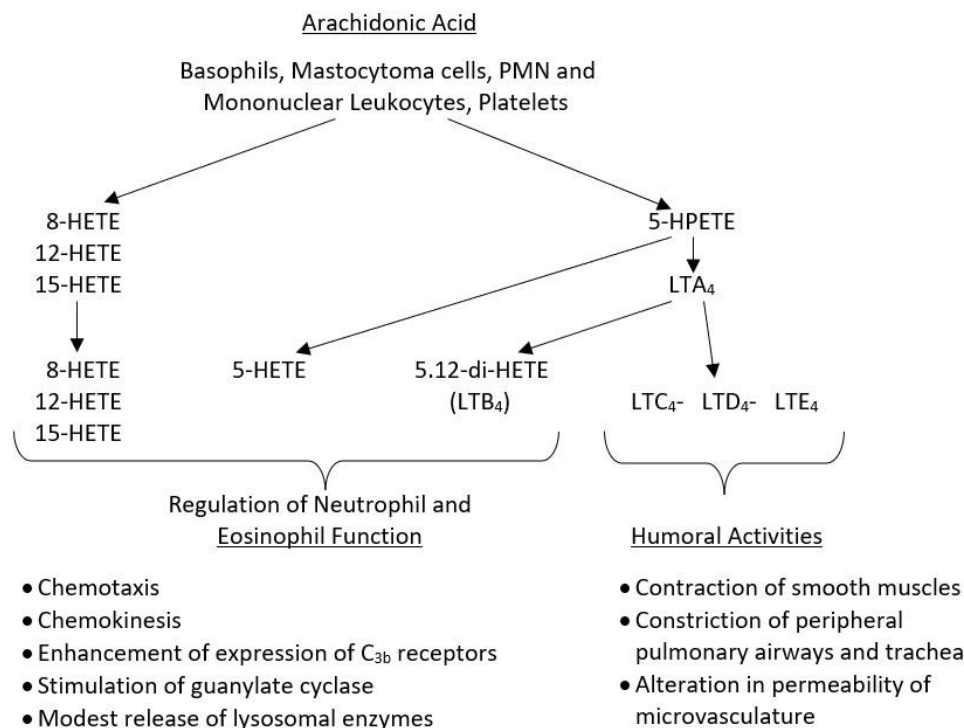 Arachidonic Acid
Basophils, Mastocytoma cells, PMN and
Mononuclear Leukocytes, Platelets
8-HETE
12-HETE
15-HETE
5-HPETE
LTA₄
8-HETE
12-HETE
15-HETE
5-HETE
5.12-di-HETE
(LTB₄)
LTC₄- LTD₄- LTE₄
Regulation of Neutrophil and
Eosinophil Function
• Chemotaxis
• Chemokinesis
• Enhancement of expression of C₃b receptors
• Stimulation of guanylate cyclase
• Modest release of lysosomal enzymes
Humoral Activities
• Contraction of smooth muscles
• Constriction of peripheral
pulmonary airways and trachea
• Alteration in permeability of
microvasculature